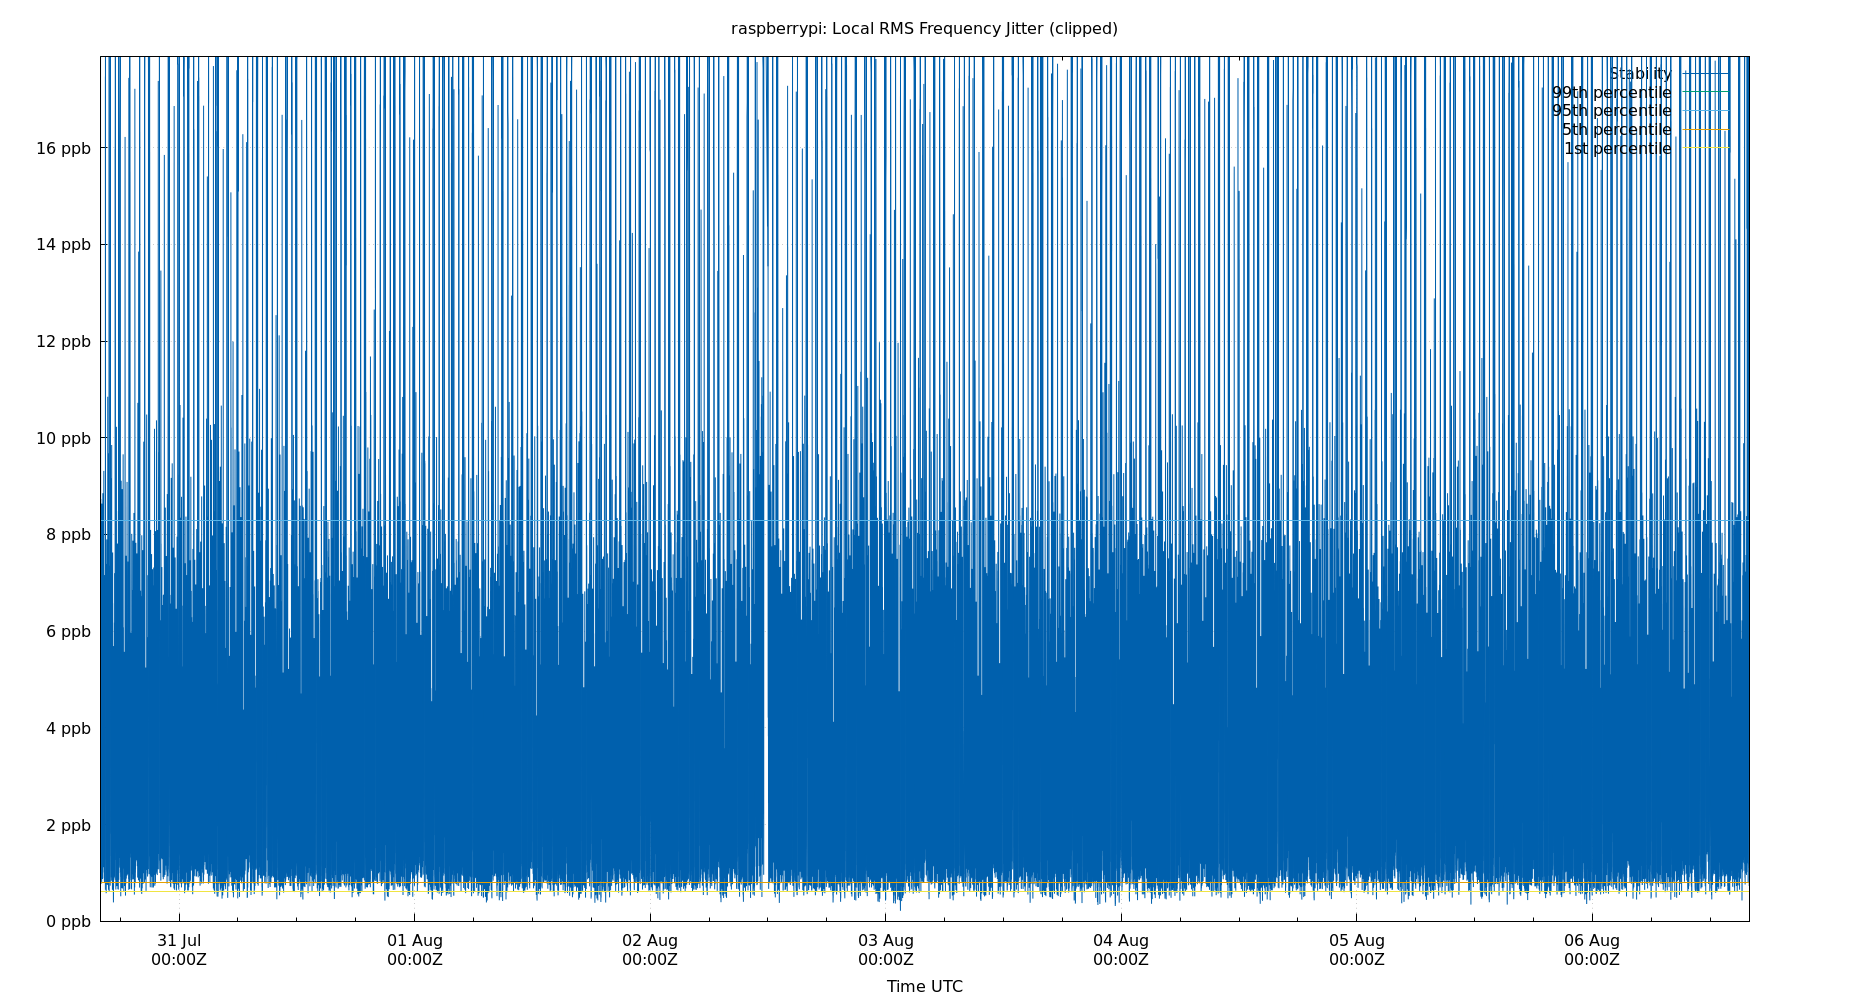 raspberrypi: Local RMS Frequency Jitter (clipped)
Stability
99th percentile
95th percentile
5th percentile
1st percentile
16 ppb
14 ppb
12 ppb
10 ppb
8 ppb
6 ppb
4 ppb
2 ppb
0 ppb
31 Jul 01 Aug 02 Aug 03 Aug 04 Aug 05 Aug 06 Aug
00:00Z 00:00Z 00:00Z 00:00Z 00:00Z 00:00Z 00:00Z
Time UTC